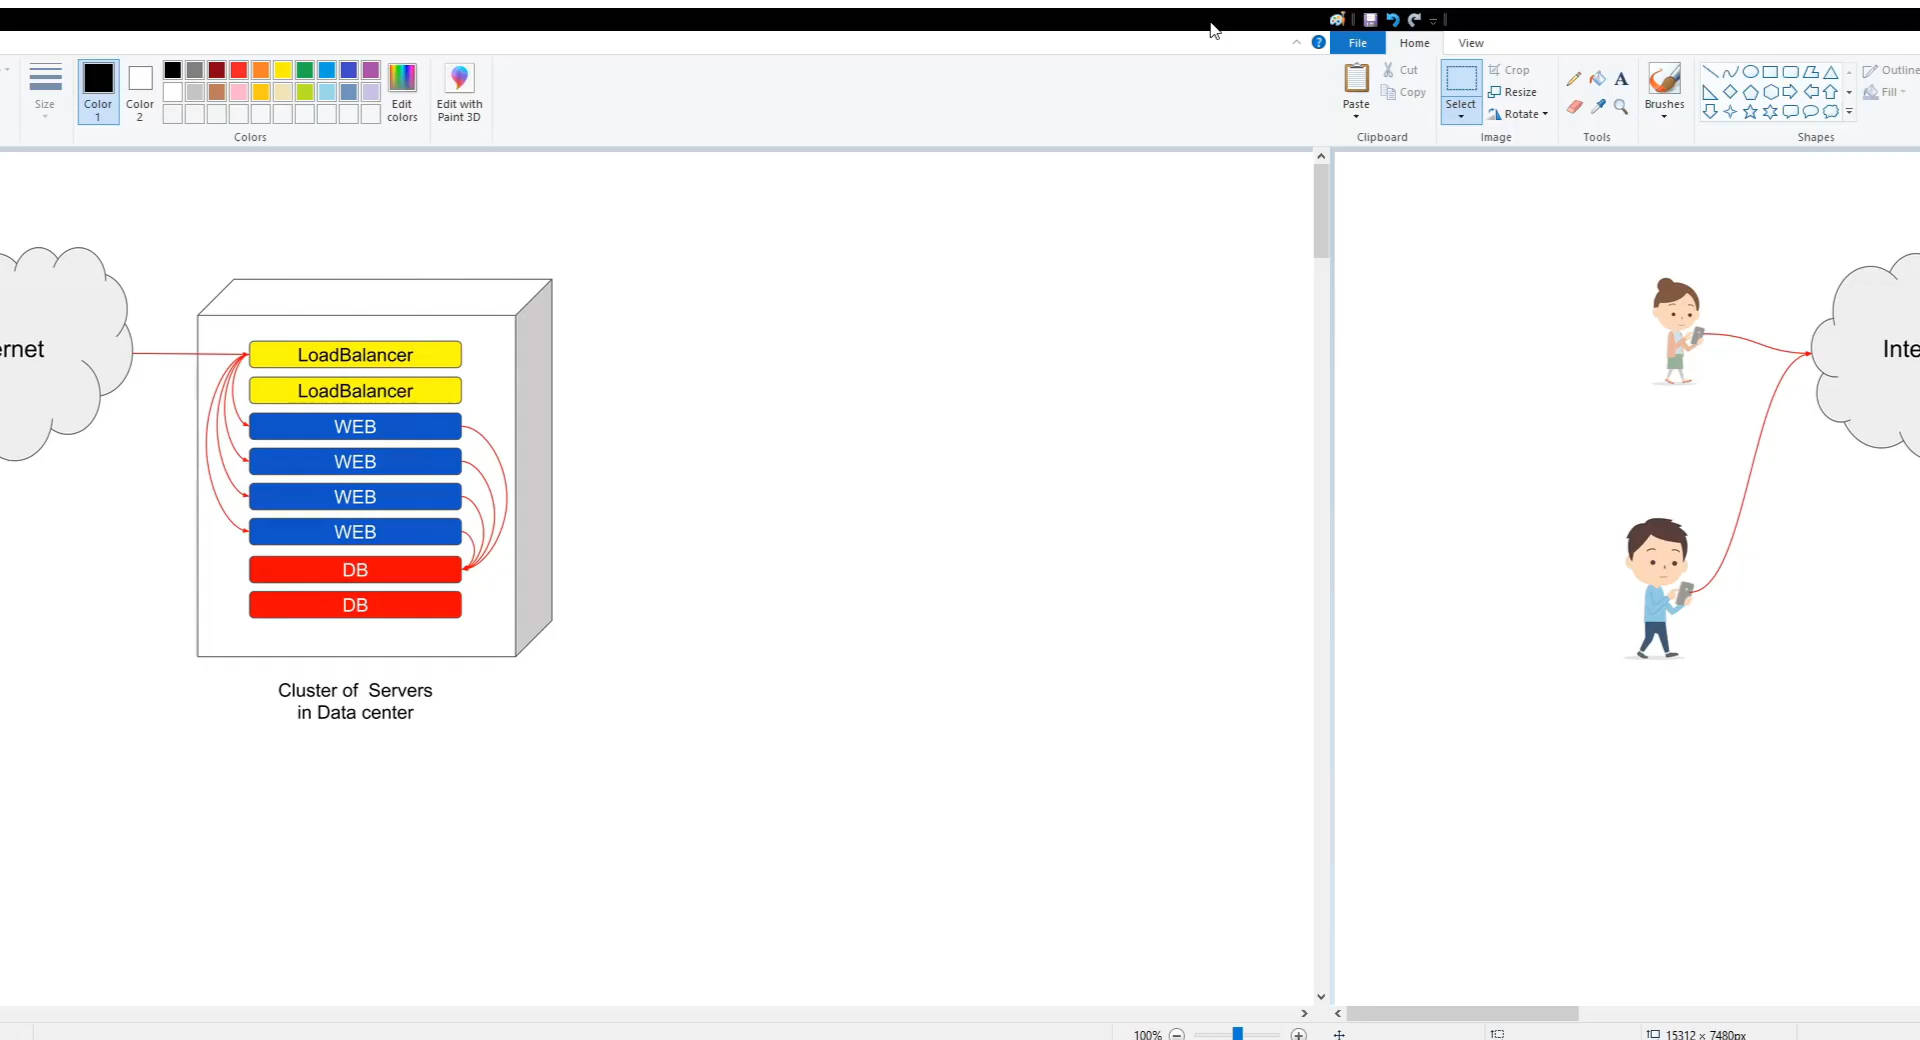 File
Home
View
Size
Color
1
Color
2
Edit
colors
Edit with
Paint 3D
Colors
Paste
Cut
Copy
Clipboard
Select
Crop
Resize
Rotate
Image
Tools
Brushes
Shapes
Outline
Fill
ernet
LoadBalancer
LoadBalancer
WEB
WEB
WEB
WEB
DB
DB
Cluster of Servers
in Data center
Inte
100%
15312 × 7480px